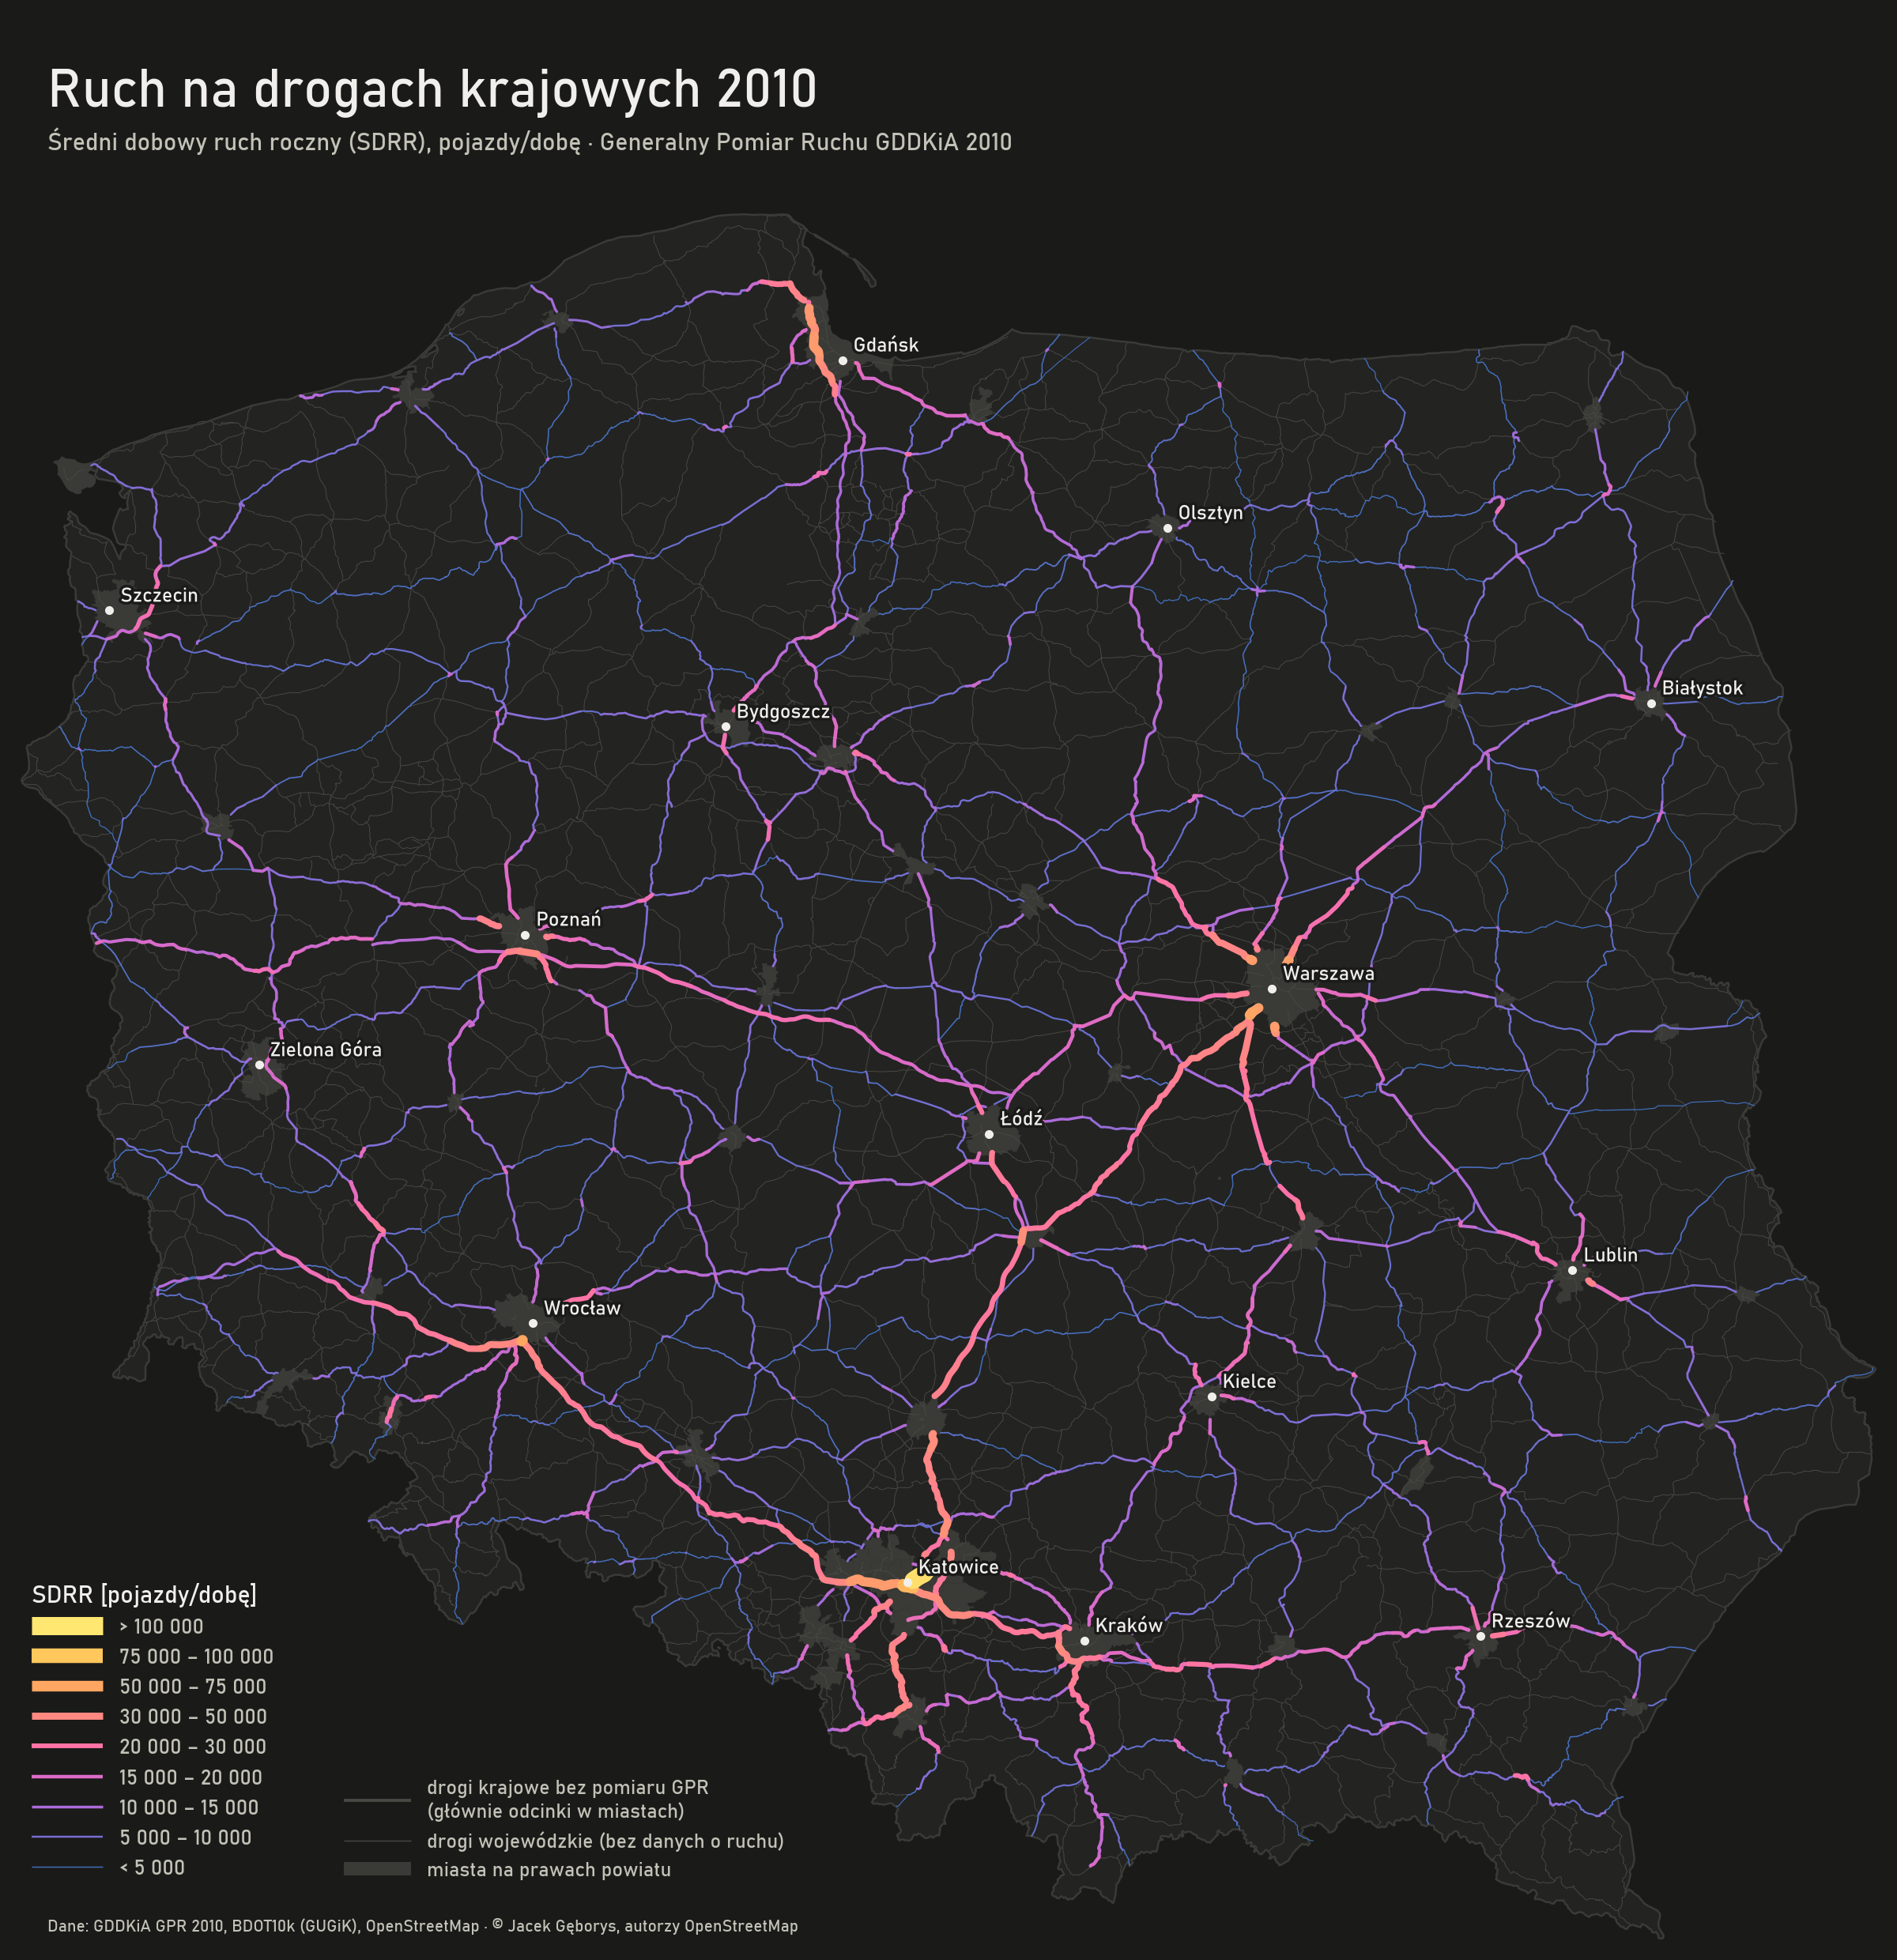 Ruch na drogach krajowych 2010
Średni dobowy ruch roczny (SDRR), pojazdy/dobę · Generalny Pomiar Ruchu GDDKiA 2010
Gdańsk
Olsztyn
Szczecin
Białystok
Bydgoszcz
Poznań
Warszawa
Zielona Góra
Łódź
Lublin
Wrocław
Kielce
Katowice
Kraków
Rzeszów
SDRR [pojazdy/dobę]
> 100 000
75 000 – 100 000
50 000 – 75 000
30 000 – 50 000
20 000 – 30 000
15 000 – 20 000
10 000 – 15 000
5 000 – 10 000
< 5 000
drogi krajowe bez pomiaru GPR
(głównie odcinki w miastach)
drogi wojewódzkie (bez danych o ruchu)
miasta na prawach powiatu
Dane: GDDKiA GPR 2010, BDOT10k (GUGiK), OpenStreetMap · © Jacek Gęborys, autorzy OpenStreetMap